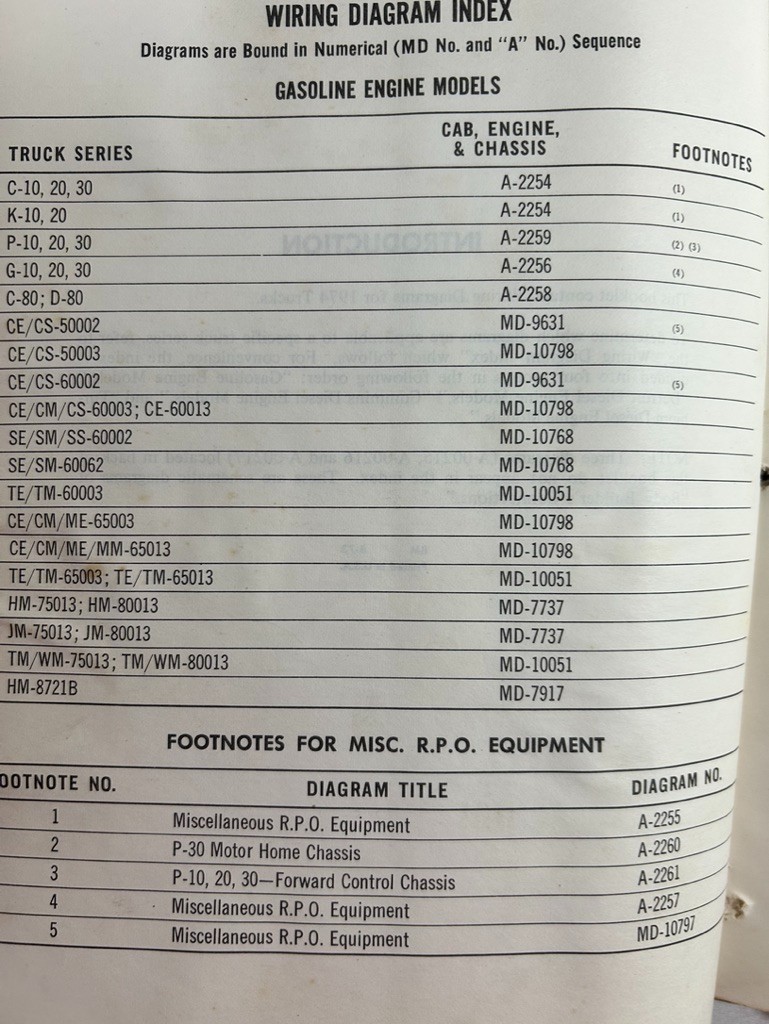 WIRING DIAGRAM INDEX
Diagrams are Bound in Numerical (MD No. and "A" No.) Sequence
GASOLINE ENGINE MODELS
TRUCK SERIES CAB, ENGINE, & CHASSIS FOOTNOTES
C-10, 20, 30 A-2254 (1)
K-10, 20 A-2254 (1)
P-10, 20, 30 A-2259 (2) (3)
G-10, 20, 30 A-2256 (4)
C-80; D-80 A-2258
CE/CS-50002 MD-9631 (5)
CE/CS-50003 MD-10798
CE/CS-60002 MD-9631 (5)
CE/CM/CS-60003; CE-60013 MD-10798
SE/SM/SS-60002 MD-10768
SE/SM-60062 MD-10768
TE/TM-60003 MD-10051
CE/CM/ME-65003 MD-10798
CE/CM/ME/MM-65013 MD-10798
TE/TM-65003; TE/TM-65013 MD-10051
HM-75013; HM-80013 MD-7737
JM-75013; JM-80013 MD-7737
TM/WM-75013; TM/WM-80013 MD-10051
HM-8721B MD-7917
FOOTNOTES FOR MISC. R.P.O. EQUIPMENT
OOTNOTE NO. DIAGRAM TITLE DIAGRAM NO.
1 Miscellaneous R.P.O. Equipment A-2255
2 P-30 Motor Home Chassis A-2260
3 P-10, 20, 30—Forward Control Chassis A-2261
4 Miscellaneous R.P.O. Equipment A-2257
5 Miscellaneous R.P.O. Equipment MD-10797